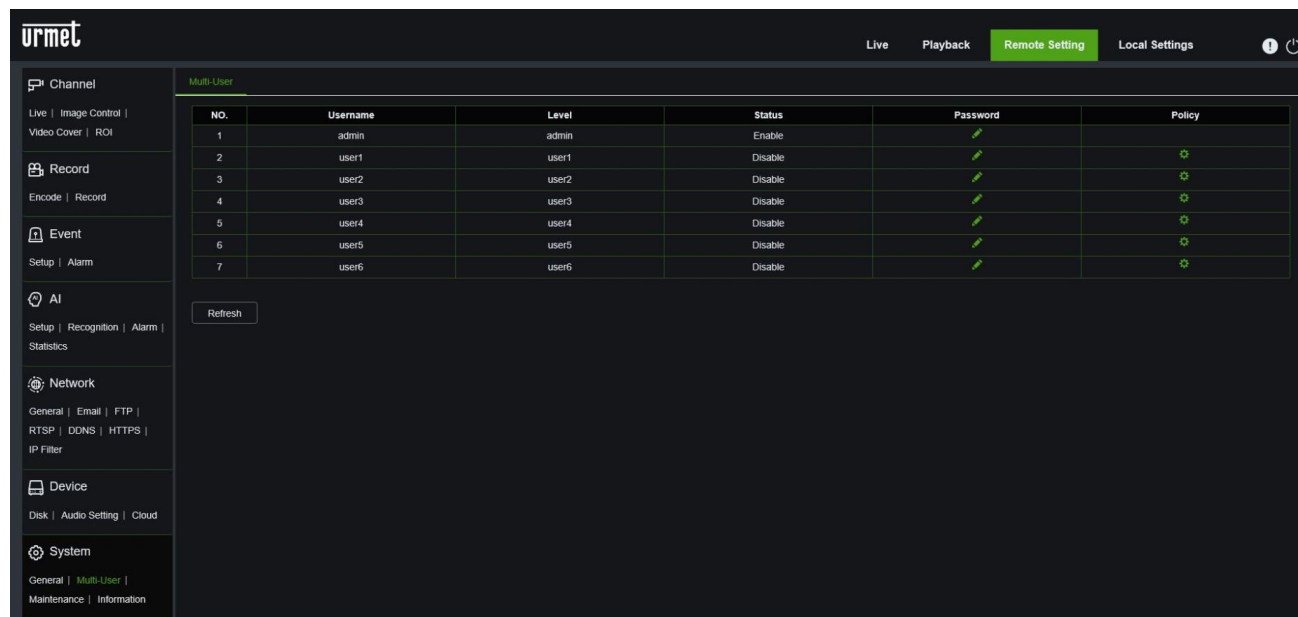 urmet
Live Playback Remote Setting Local Settings
Channel
Live | Image Control |
Video Cover | ROI
Record
Encode | Record
Event
Setup | Alarm
AI
Setup | Recognition | Alarm |
Statistics
Network
General | Email | FTP |
RTSP | DDNS | HTTPS |
IP Filter
Device
Disk | Audio Setting | Cloud
System
General | Multi-User |
Maintenance | Information
Multi-User
NO. Username Level Status Password Policy
1 admin admin Enable
2 user1 user1 Disable
3 user2 user2 Disable
4 user3 user3 Disable
5 user4 user4 Disable
6 user5 user5 Disable
7 user6 user6 Disable
Refresh